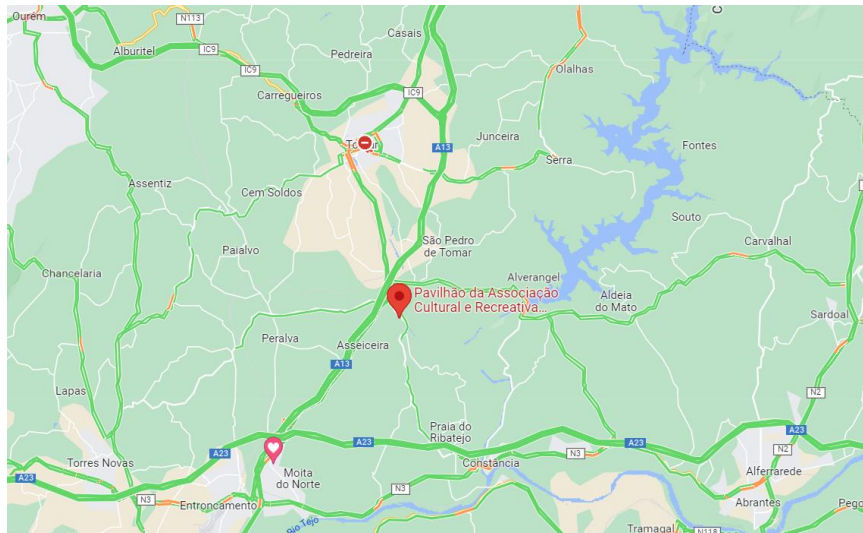 Ourém
N113
Casais
Alburitel
IC9
Pedreira
Olalhas
IC9
Carregueiros
IC9
Junceira
A13
Fontes
Serra
Assentiz
Cem Soldos
Souto
São Pedro
de Tomar
Carvalhal
Paialvo
Chancelaria
Alverangel
Pavilhão da Associação
Cultural e Recreativa...
Aldeia
do Mato
Sardoal
Peralva
Asseiceira
A13
Lapas
N2
Praia do
Ribatejo
A23
A23
A23
A23
Torres Novas
Constância
N3
N2
Moita
do Norte
Alferrarede
A23
N3
N3
Entroncamento
Abrantes
Pego
Rio Tejo
Tramagal
N118